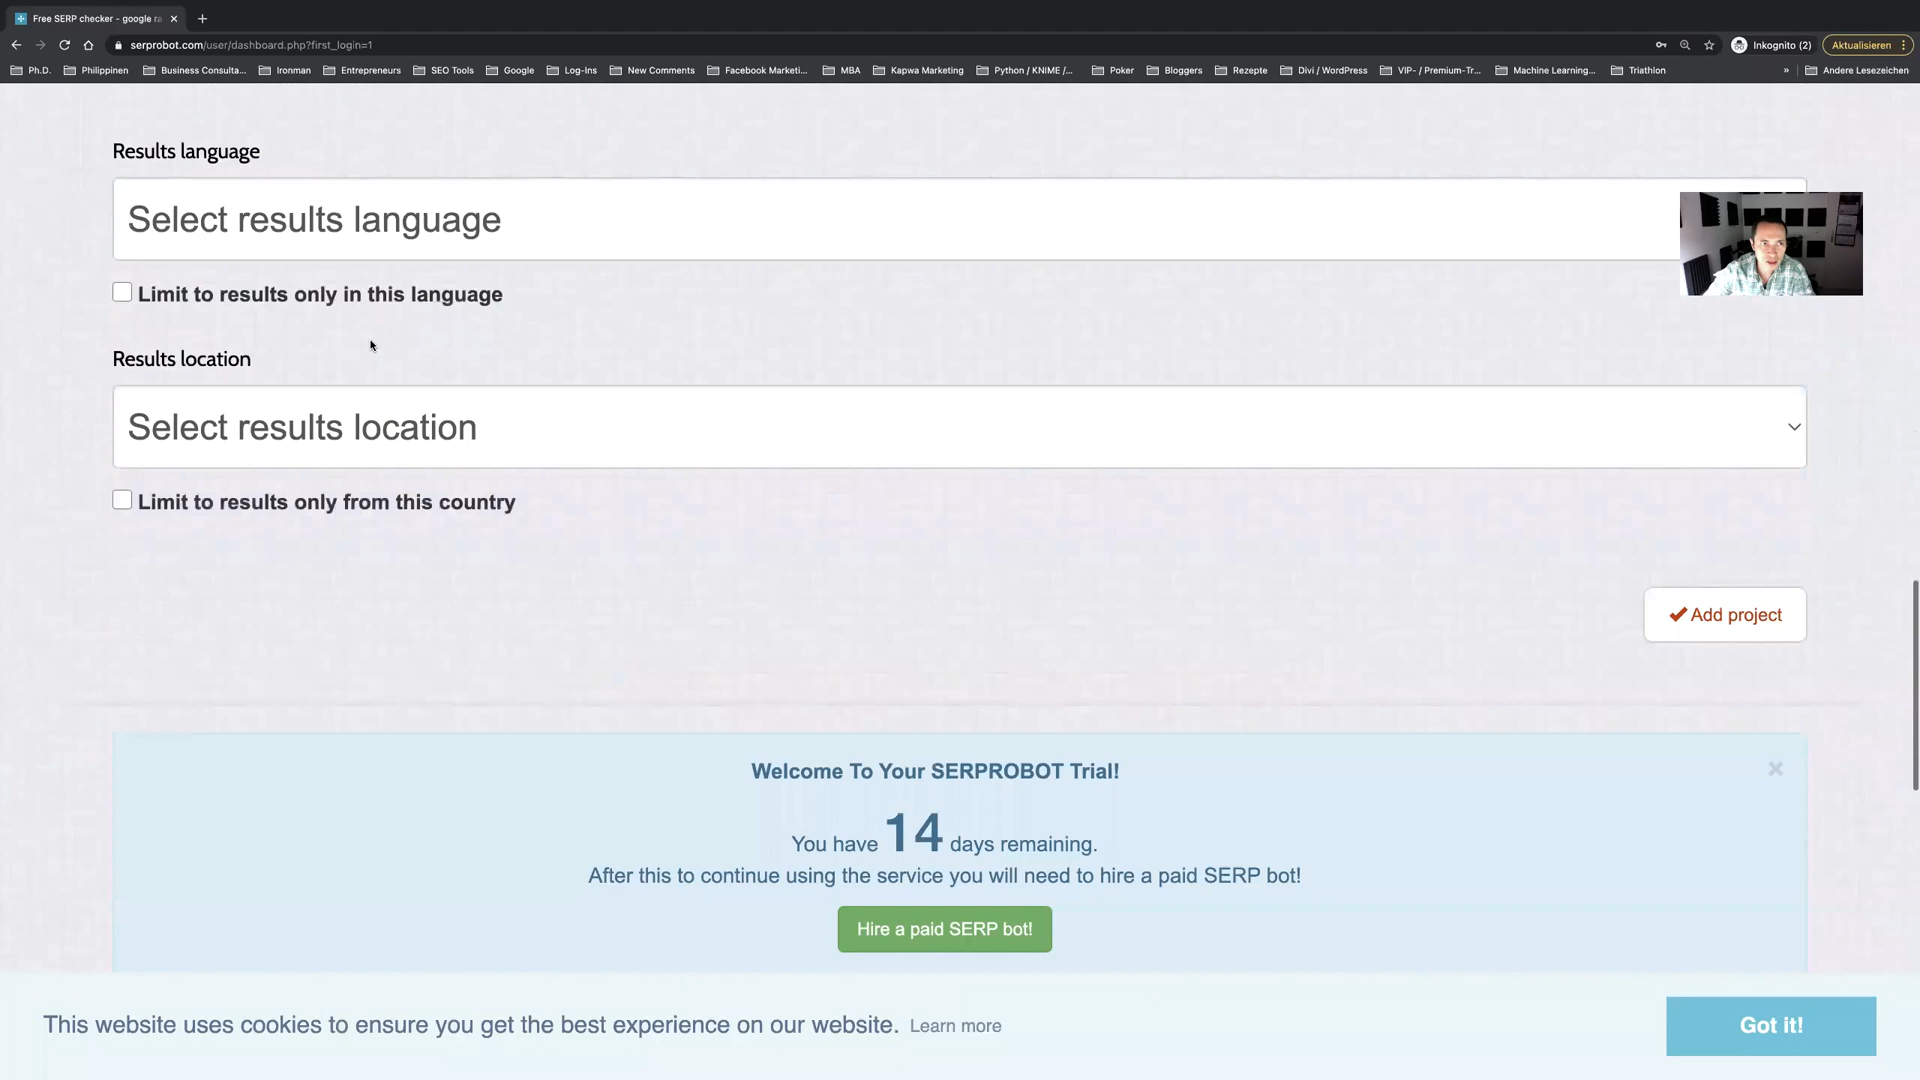 Free SERP checker - google ra
serprobot.com/user/dashboard.php?first_login=1
Inkognito (2)
Aktualisieren
Ph.D.
Philippinen
Business Consulta...
Ironman
Entrepreneurs
SEO Tools
Google
Log-Ins
New Comments
Facebook Marketi...
MBA
Kapwa Marketing
Python / KNIME /...
Poker
Bloggers
Rezepte
Divi / WordPress
VIP- / Premium-Tr...
Machine Learning...
Triathlon
»
Andere Lesezeichen
Results language
Select results language
Limit to results only in this language
Results location
Select results location
Limit to results only from this country
Add project
Welcome To Your SERPROBOT Trial!
You have 14 days remaining.
After this to continue using the service you will need to hire a paid SERP bot!
Hire a paid SERP bot!
This website uses cookies to ensure you get the best experience on our website. Learn more
Got it!